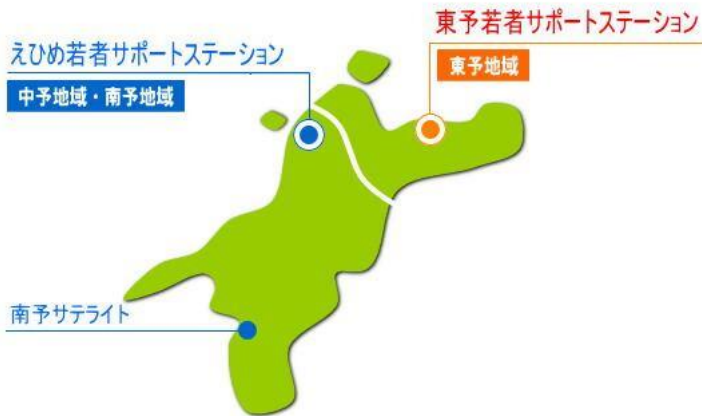 えひめ若者サポートステーション
中予地域・南予地域
東予若者サポートステーション
東予地域
南予サテライト